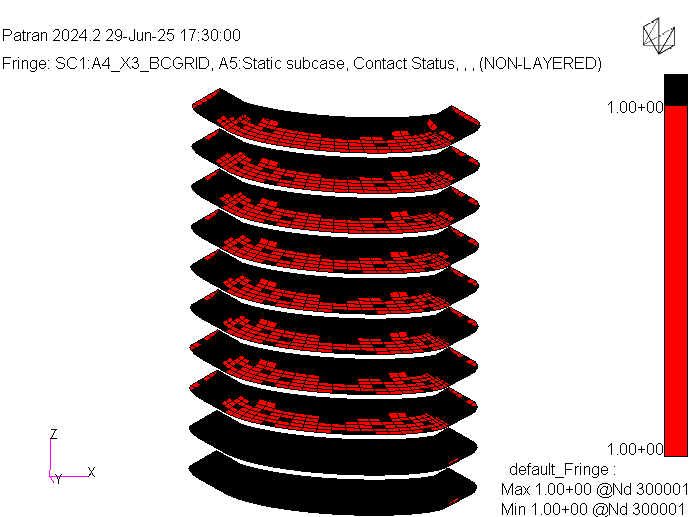 Patran 2024.2 29-Jun-25 17:30:00
Fringe: SC1:A4_X3_BCGRID, A5:Static subcase, Contact Status, , , (NON-LAYERED)
1.00+00
1.00+00
Z
Y
X
default_Fringe :
Max 1.00+00 @Nd 300001
Min 1.00+00 @Nd 300001